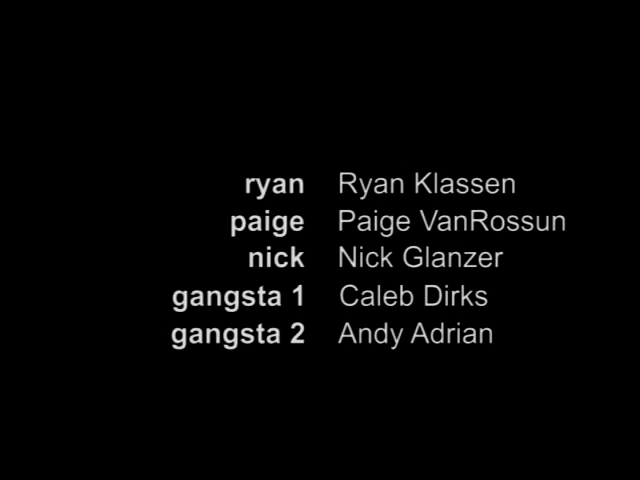 ryan Ryan Klassen
paige Paige VanRossun
nick Nick Glanzer
gangsta 1 Caleb Dirks
gangsta 2 Andy Adrian